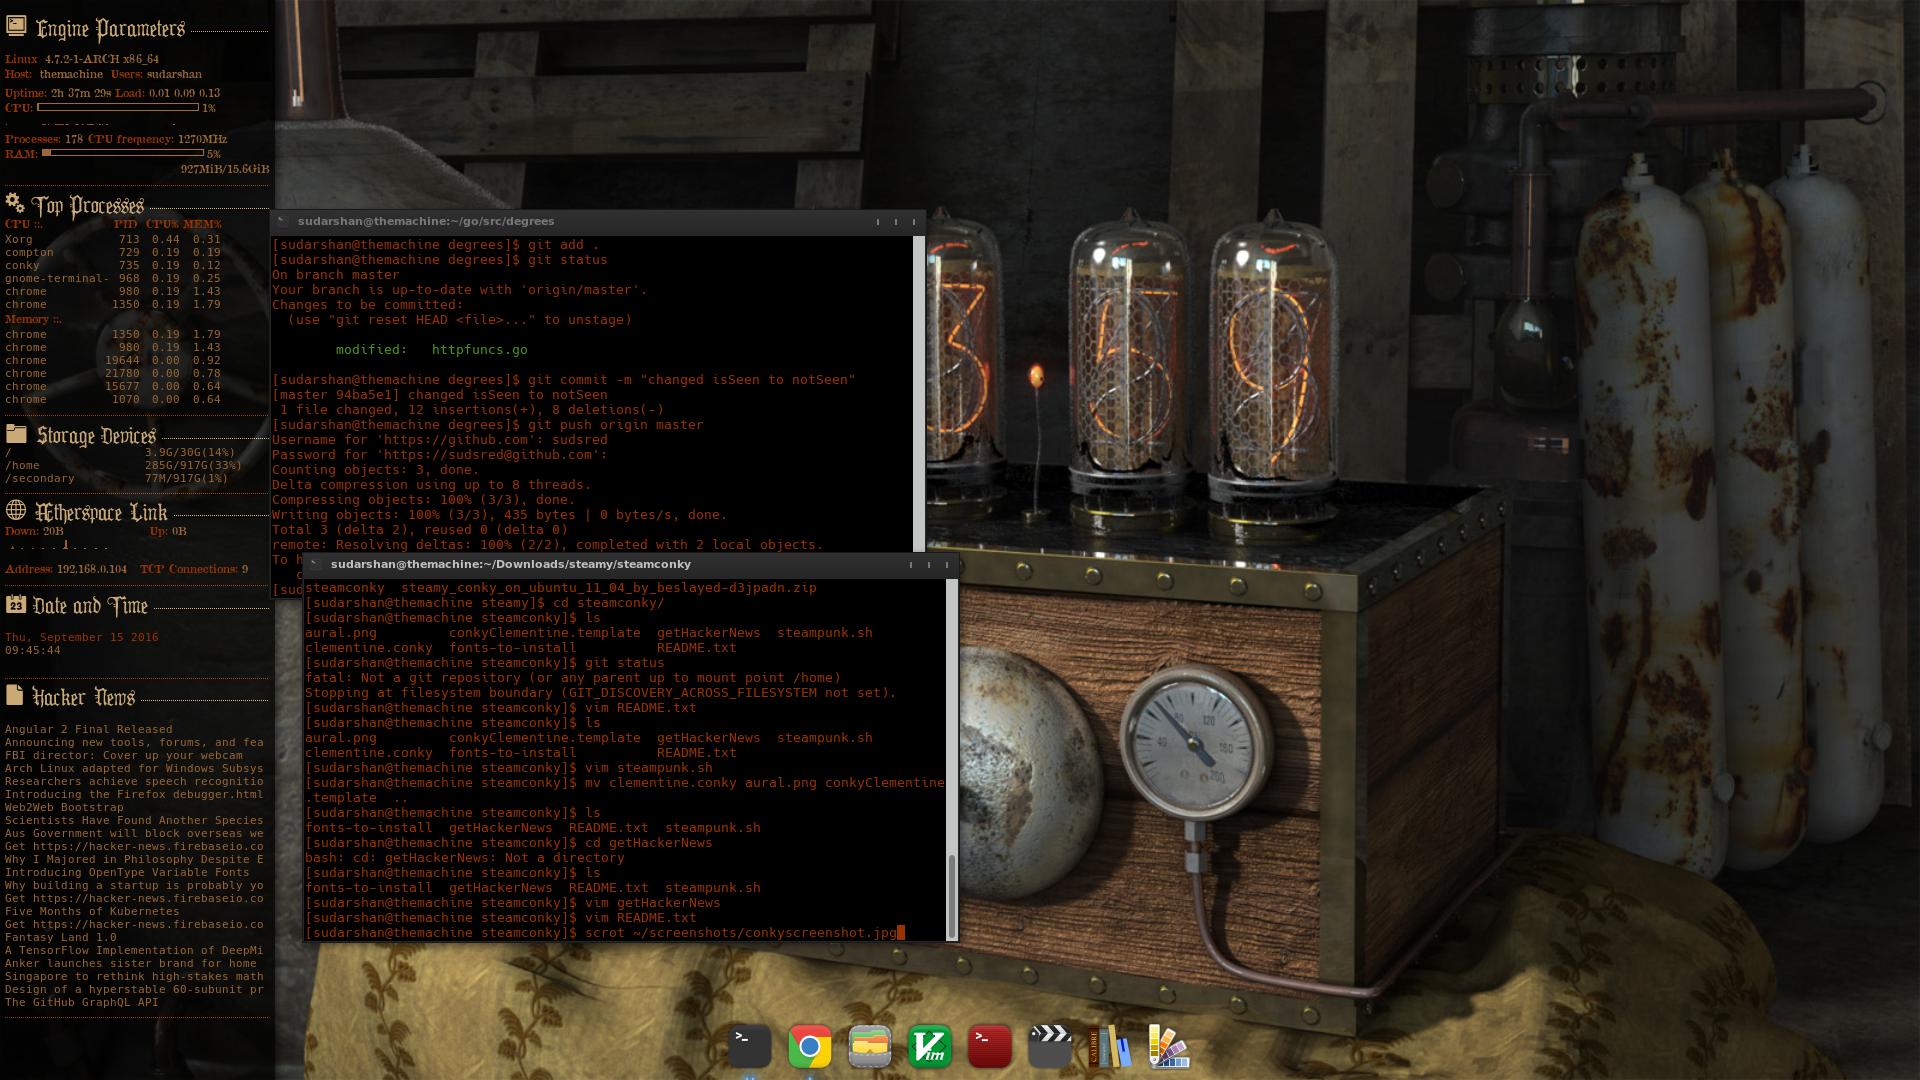 Engine Parameters
Linux 4.7.2-1-ARCH x86_64
Host: themachine Users: sudarshan
Uptime: 2h 37m 29s Load: 0.01 0.09 0.13
CPU: 1%
Processes: 178 CPU frequency: 1270MHz
RAM: 5%
927MiB/15.6GiB
Top Processes
CPU ::. PID CPU% MEM%
Xorg 713 0.44 0.31
compton 729 0.19 0.19
conky 735 0.19 0.12
gnome-terminal- 968 0.19 0.25
chrome 980 0.19 1.43
chrome 1350 0.19 1.79
Memory ::.
chrome 1350 0.19 1.79
chrome 980 0.19 1.43
chrome 19644 0.00 0.92
chrome 21780 0.00 0.78
chrome 15677 0.00 0.64
chrome 1070 0.00 0.64
Storage Devices
/ 3.9G/30G(14%)
/home 285G/917G(33%)
/secondary 77M/917G(1%)
Ætherspace Link
Down: 20B Up: 0B
Address: 192.168.0.104 TCP Connections: 9
23 Date and Time
Thu, September 15 2016
09:45:44
Hacker News
Angular 2 Final Released
Announcing new tools, forums, and fea
FBI director: Cover up your webcam
Arch Linux adapted for Windows Subsys
Researchers achieve speech recognitio
Introducing the Firefox debugger.html
Web2Web Bootstrap
Scientists Have Found Another Species
Aus Government will block overseas we
Get https://hacker-news.firebaseio.co
Why I Majored in Philosophy Despite E
Introducing OpenType Variable Fonts
Why building a startup is probably yo
Get https://hacker-news.firebaseio.co
Five Months of Kubernetes
Get https://hacker-news.firebaseio.co
Fantasy Land 1.0
A TensorFlow Implementation of DeepMi
Anker launches sister brand for home
Singapore to rethink high-stakes math
Design of a hyperstable 60-subunit pr
The GitHub GraphQL API
sudarshan@themachine:~/go/src/degrees
[sudarshan@themachine degrees]$ git add .
[sudarshan@themachine degrees]$ git status
On branch master
Your branch is up-to-date with 'origin/master'.
Changes to be committed:
(use "git reset HEAD <file>..." to unstage)
modified: httpfuncs.go
[sudarshan@themachine degrees]$ git commit -m "changed isSeen to notSeen"
[master 94ba5e1] changed isSeen to notSeen
1 file changed, 12 insertions(+), 8 deletions(-)
[sudarshan@themachine degrees]$ git push origin master
Username for 'https://github.com': sudsred
Password for 'https://sudsred@github.com':
Counting objects: 3, done.
Delta compression using up to 8 threads.
Compressing objects: 100% (3/3), done.
Writing objects: 100% (3/3), 435 bytes | 0 bytes/s, done.
Total 3 (delta 2), reused 0 (delta 0)
remote: Resolving deltas: 100% (2/2), completed with 2 local objects.
To h
[sud
sudarshan@themachine:~/Downloads/steamy/steamconky
steamconky steamy_conky_on_ubuntu_11_04_by_beslayed-d3jpadn.zip
[sudarshan@themachine steamy]$ cd steamconky/
[sudarshan@themachine steamconky]$ ls
aural.png conkyClementine.template getHackerNews steampunk.sh
clementine.conky fonts-to-install README.txt
[sudarshan@themachine steamconky]$ git status
fatal: Not a git repository (or any parent up to mount point /home)
Stopping at filesystem boundary (GIT_DISCOVERY_ACROSS_FILESYSTEM not set).
[sudarshan@themachine steamconky]$ vim README.txt
[sudarshan@themachine steamconky]$ ls
aural.png conkyClementine.template getHackerNews steampunk.sh
clementine.conky fonts-to-install README.txt
[sudarshan@themachine steamconky]$ vim steampunk.sh
[sudarshan@themachine steamconky]$ mv clementine.conky aural.png conkyClementine
.template ..
[sudarshan@themachine steamconky]$ ls
fonts-to-install getHackerNews README.txt steampunk.sh
[sudarshan@themachine steamconky]$ cd getHackerNews
bash: cd: getHackerNews: Not a directory
[sudarshan@themachine steamconky]$ ls
fonts-to-install getHackerNews README.txt steampunk.sh
[sudarshan@themachine steamconky]$ vim getHackerNews
[sudarshan@themachine steamconky]$ vim README.txt
[sudarshan@themachine steamconky]$ scrot ~/screenshots/conkyscreenshot.jpg
3 5 9
80 120
40 160
200
>_ Vim >_ CALIBRE